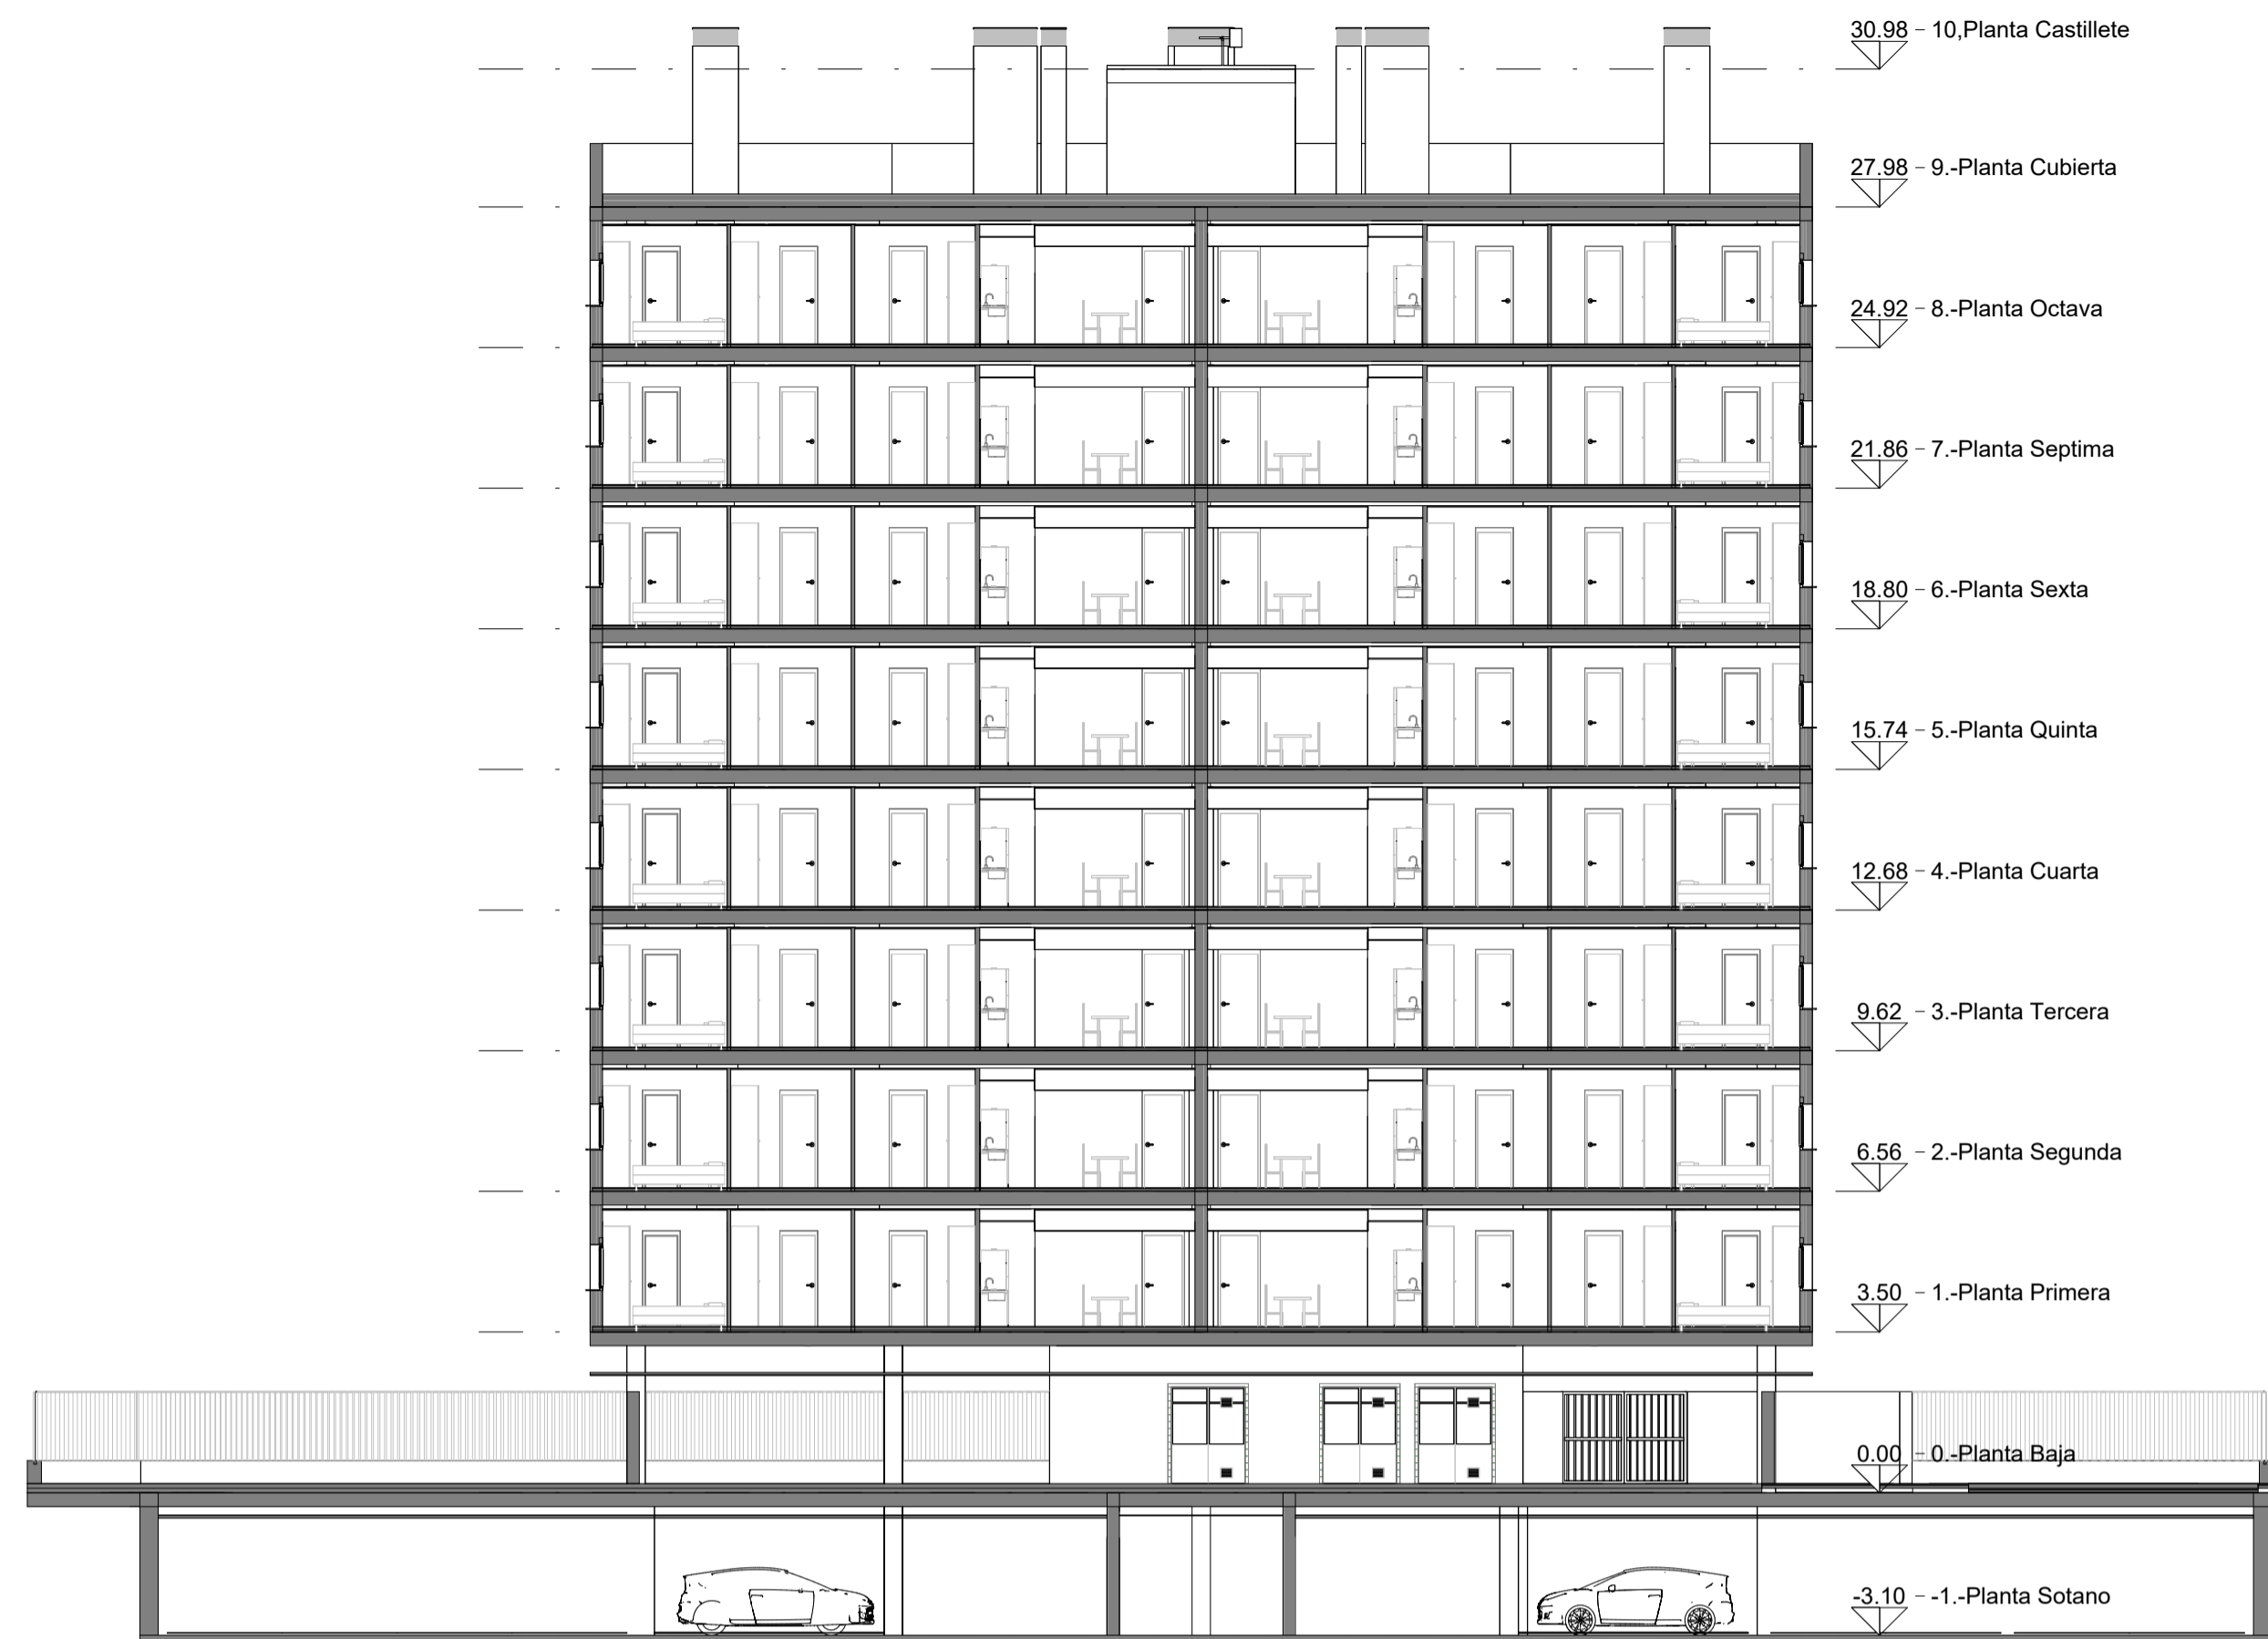 30.98 - 10,Planta Castillete
27.98 - 9.-Planta Cubierta
24.92 - 8.-Planta Octava
21.86 - 7.-Planta Septima
18.80 - 6.-Planta Sexta
15.74 - 5.-Planta Quinta
12.68 - 4.-Planta Cuarta
9.62 - 3.-Planta Tercera
6.56 - 2.-Planta Segunda
3.50 - 1.-Planta Primera
0.00 - 0.-Planta Baja
-3.10 - -1.-Planta Sotano